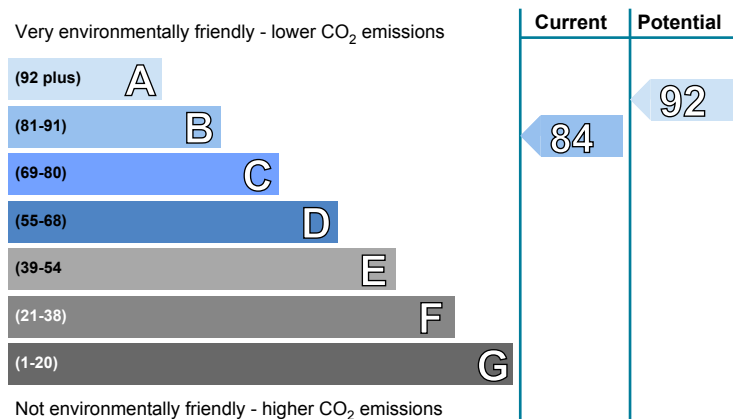 Very environmentally friendly - lower CO2 emissions
Current
Potential
(92 plus) A
(81-91) B
(69-80) C
(55-68) D
(39-54 E
(21-38) F
(1-20) G
84
92
Not environmentally friendly - higher CO2 emissions